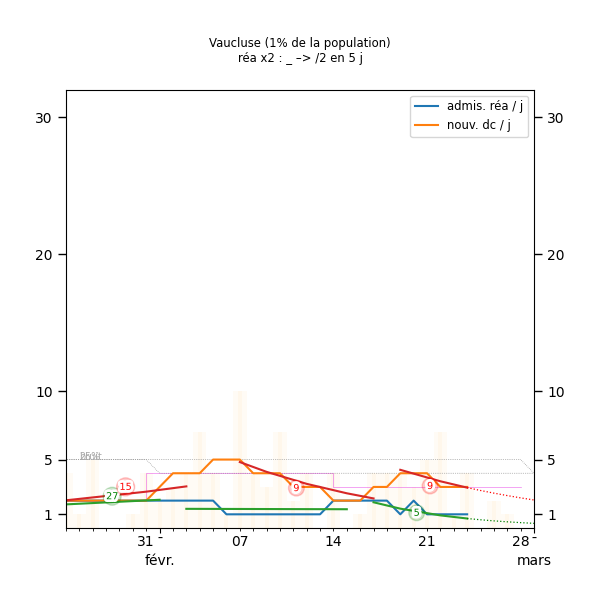 Vaucluse (1% de la population)
réa x2 : _ –> /2 en 5 j
admis. réa / j
nouv. dc / j
30 30
20 20
10 10
5 5
1 1
15
27
9
9
5
31 07 14 21 28
févr. mars